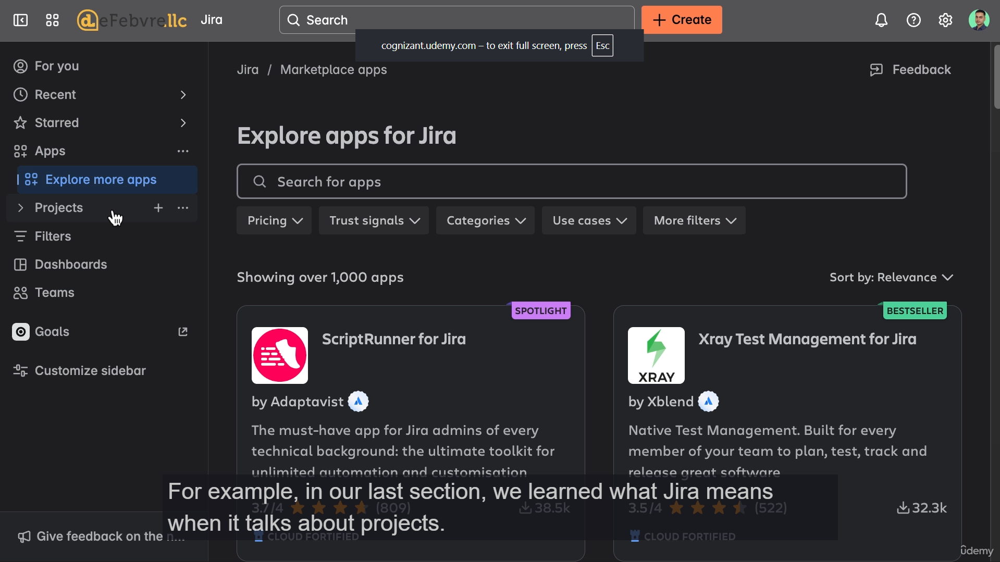 deFebvre.llc Jira
Search
Create
cognizant.udemy.com – to exit full screen, press Esc
For you
Recent
Starred
Apps
Explore more apps
Projects
Filters
Dashboards
Teams
Goals
Customize sidebar
Give feedback on the n...
Jira / Marketplace apps
Feedback
Explore apps for Jira
Search for apps
Pricing Trust signals Categories Use cases More filters
Showing over 1,000 apps
Sort by: Relevance
SPOTLIGHT
ScriptRunner for Jira
by Adaptavist
The must-have app for Jira admins of every
technical background: the ultimate toolkit for
unlimited automation and customisation
3.7/4 (809) 38.5k
CLOUD FORTIFIED
BESTSELLER
XRAY
Xray Test Management for Jira
by Xblend
Native Test Management. Built for every
member of your team to plan, test, track and
release great software
3.5/4 (522) 32.3k
CLOUD FORTIFIED
For example, in our last section, we learned what Jira means
when it talks about projects.
ûdemy